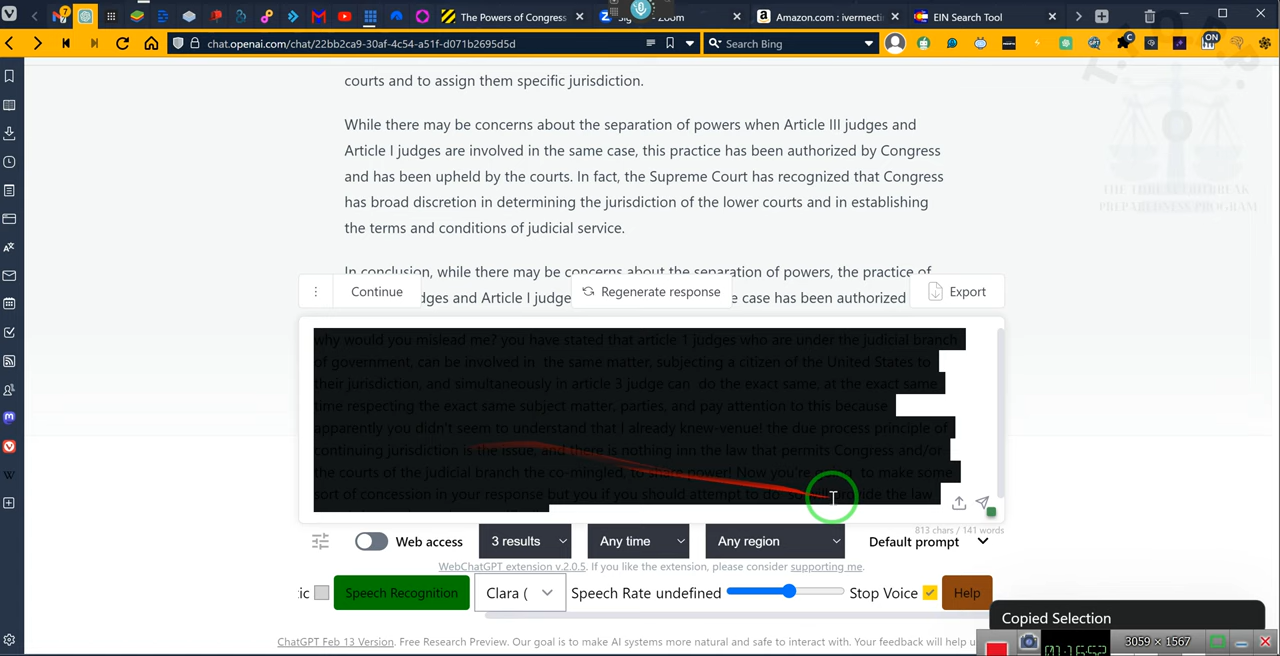 The Powers of Congress
Zoom
Amazon.com : ivermecti
EIN Search Tool
chat.openai.com/chat/22bb2ca9-30af-4c54-a51f-d071b2695d5d
Search Bing
ON
courts and to assign them specific jurisdiction.
While there may be concerns about the separation of powers when Article III judges and
Article I judges are involved in the same case, this practice has been authorized by Congress
and has been upheld by the courts. In fact, the Supreme Court has recognized that Congress
has broad discretion in determining the jurisdiction of the lower courts and in establishing
the terms and conditions of judicial service.
In conclusion, while there may be concerns about the separation of powers, the practice of
dges and Article I judge
e case has been authorized
Continue
Regenerate response
Export
why would you mislead me? you have stated that article 1 judges who are under the judicial branch
of government, can be involved in the same matter, subjecting a citizen of the United States to
their jurisdiction, and simultaneously in article 3 judge can do the exact same, at the exact same,
time respecting the exact same subject matter, parties, and pay attention to this because
apparently you didn't seem to understand that I already knew-venue! the due process principle of
continuing jurisdiction is the issue, and there is nothing inn the law that permits Congress and/or
the courts of the judicial branch the co-mingled, to share power! Now you're going to make some
sort of concession in your response but you if you should attempt to do the law
813 chars / 141 words
Web access
3 results
Any time
Any region
Default prompt
WebChatGPT extension v.2.0.5. If you like the extension, please consider supporting me.
tic
Speech Recognition
Clara (
Speech Rate undefined
Stop Voice
Help
Copied Selection
ChatGPT Feb 13 Version. Free Research Preview. Our goal is to make AI systems more natural and safe to interact with. Your feedback will help u
3059 × 1567
PREPAREDNESS PROGRAM